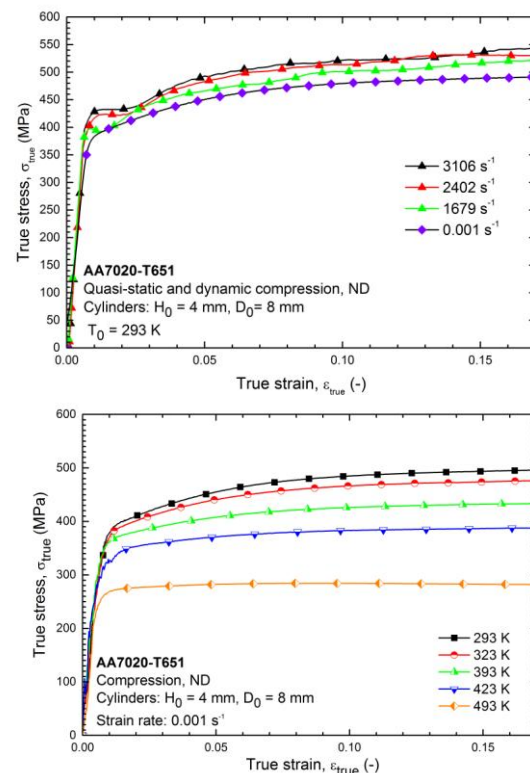 600
550
500
450
400
350
300
250
200
150
100
50
0
True stress, σtrue (MPa)
3106 s⁻¹
2402 s⁻¹
1679 s⁻¹
0.001 s⁻¹
AA7020-T651
Quasi-static and dynamic compression, ND
Cylinders: H₀ = 4 mm, D₀= 8 mm
T₀ = 293 K
0.00 0.05 0.10 0.15
True strain, εtrue (-)
600
500
400
300
200
100
0
True stress, σtrue (MPa)
AA7020-T651
Compression, ND
Cylinders: H₀ = 4 mm, D₀ = 8 mm
Strain rate: 0.001 s⁻¹
293 K
323 K
393 K
423 K
493 K
0.00 0.05 0.10 0.15
True strain, εtrue (-)